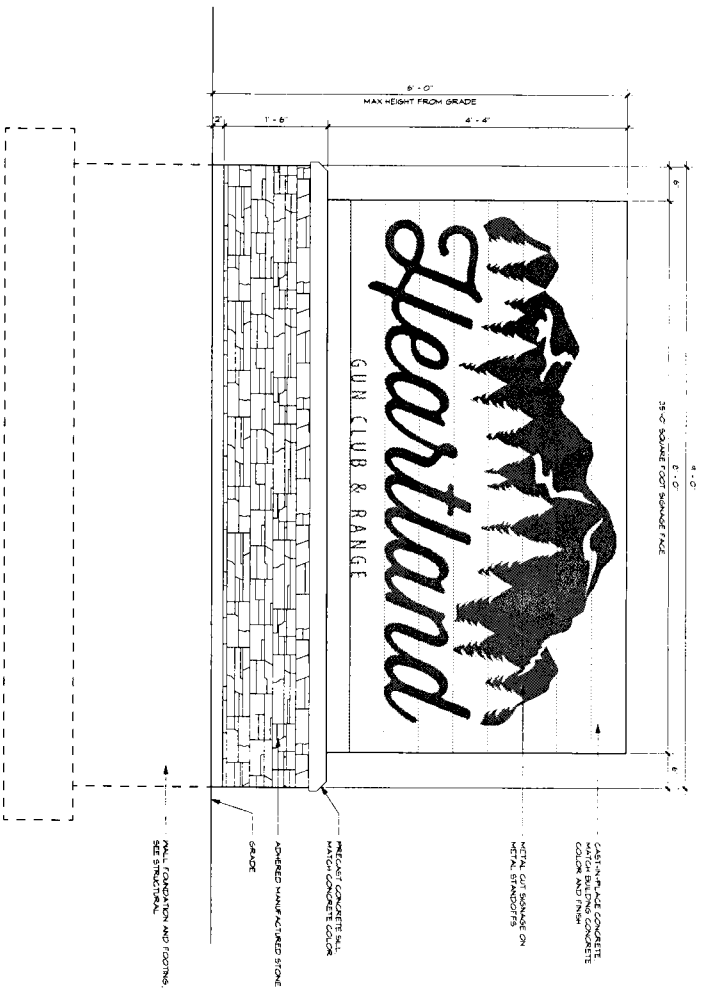 9'-0"
8'-0"
6"
6"
35'-0" SQUARE FOOT SIGNAGE FACE
6'-0"
MAX HEIGHT FROM GRADE
4'-4"
1'-6"
2"
Heartland
GUN CLUB & RANGE
CAST-IN-PLACE CONCRETE
MATCH BUILDING CONCRETE
COLOR AND FINISH
METAL CUT SIGNAGE ON
METAL STANDOFFS
PRECAST CONCRETE SILL
MATCH CONCRETE COLOR
ADHERED MANUFACTURED STONE
GRADE
WALL FOUNDATION AND FOOTING,
SEE STRUCTURAL